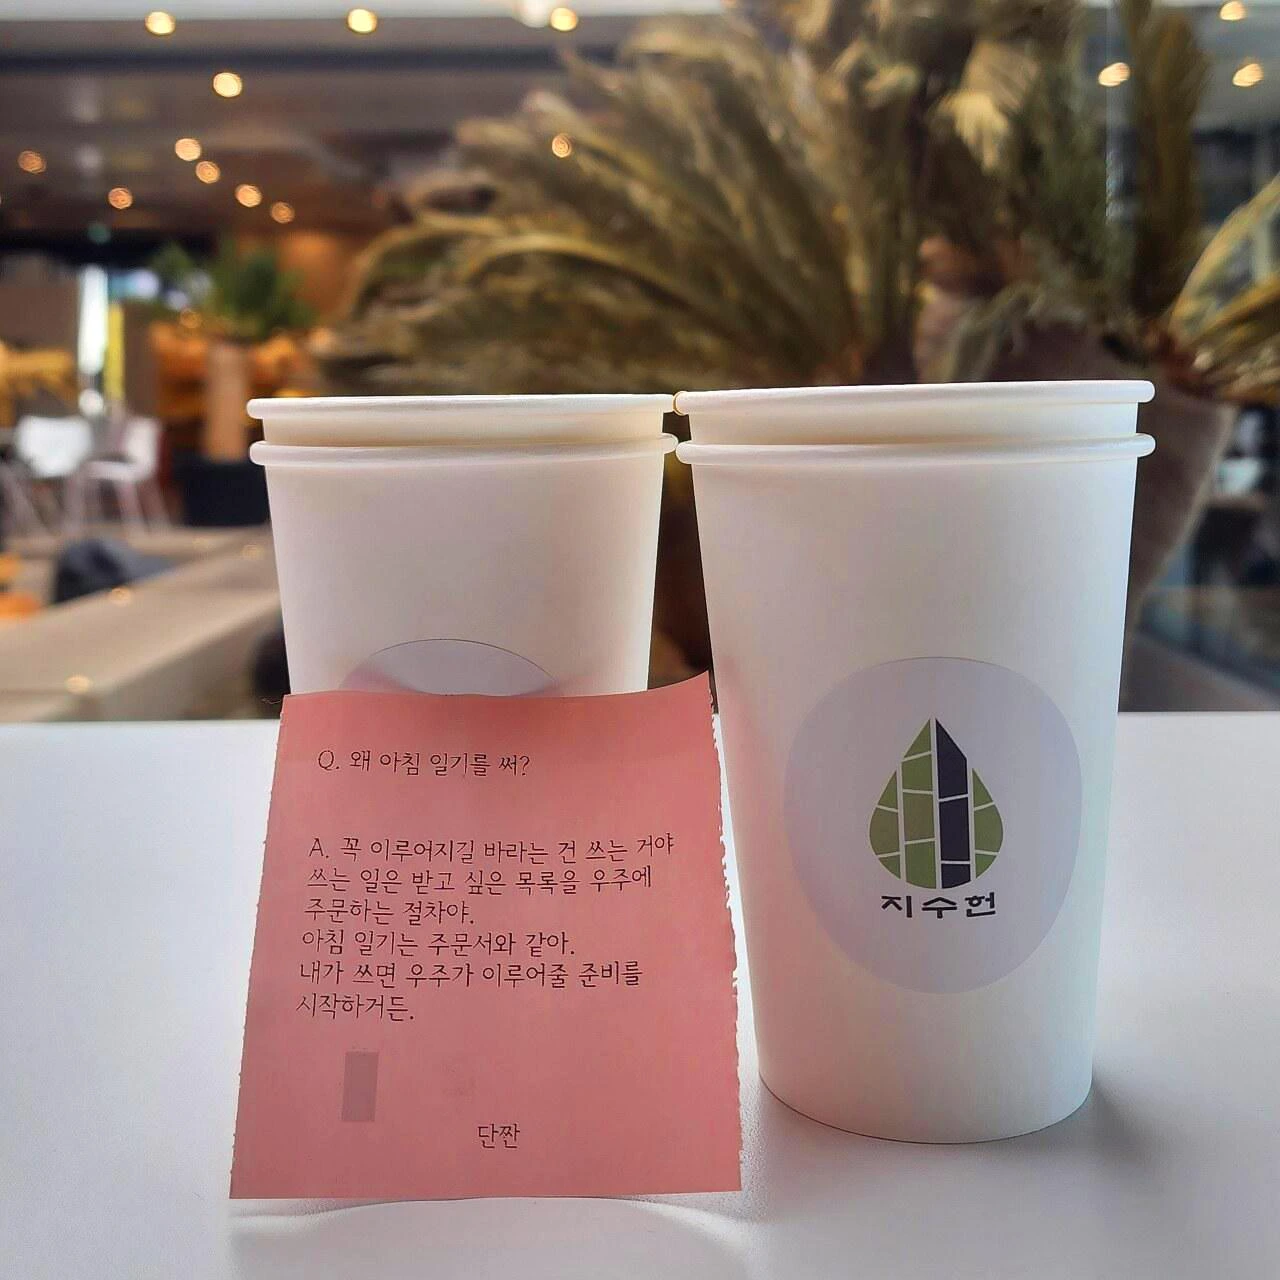 Q. 왜 아침 일기를 써?
A. 꼭 이루어지길 바라는 건 쓰는 거야
쓰는 일은 받고 싶은 목록을 우주에
주문하는 절차야.
아침 일기는 주문서와 같아.
내가 쓰면 우주가 이루어줄 준비를
시작하거든.
단짠
지수헌